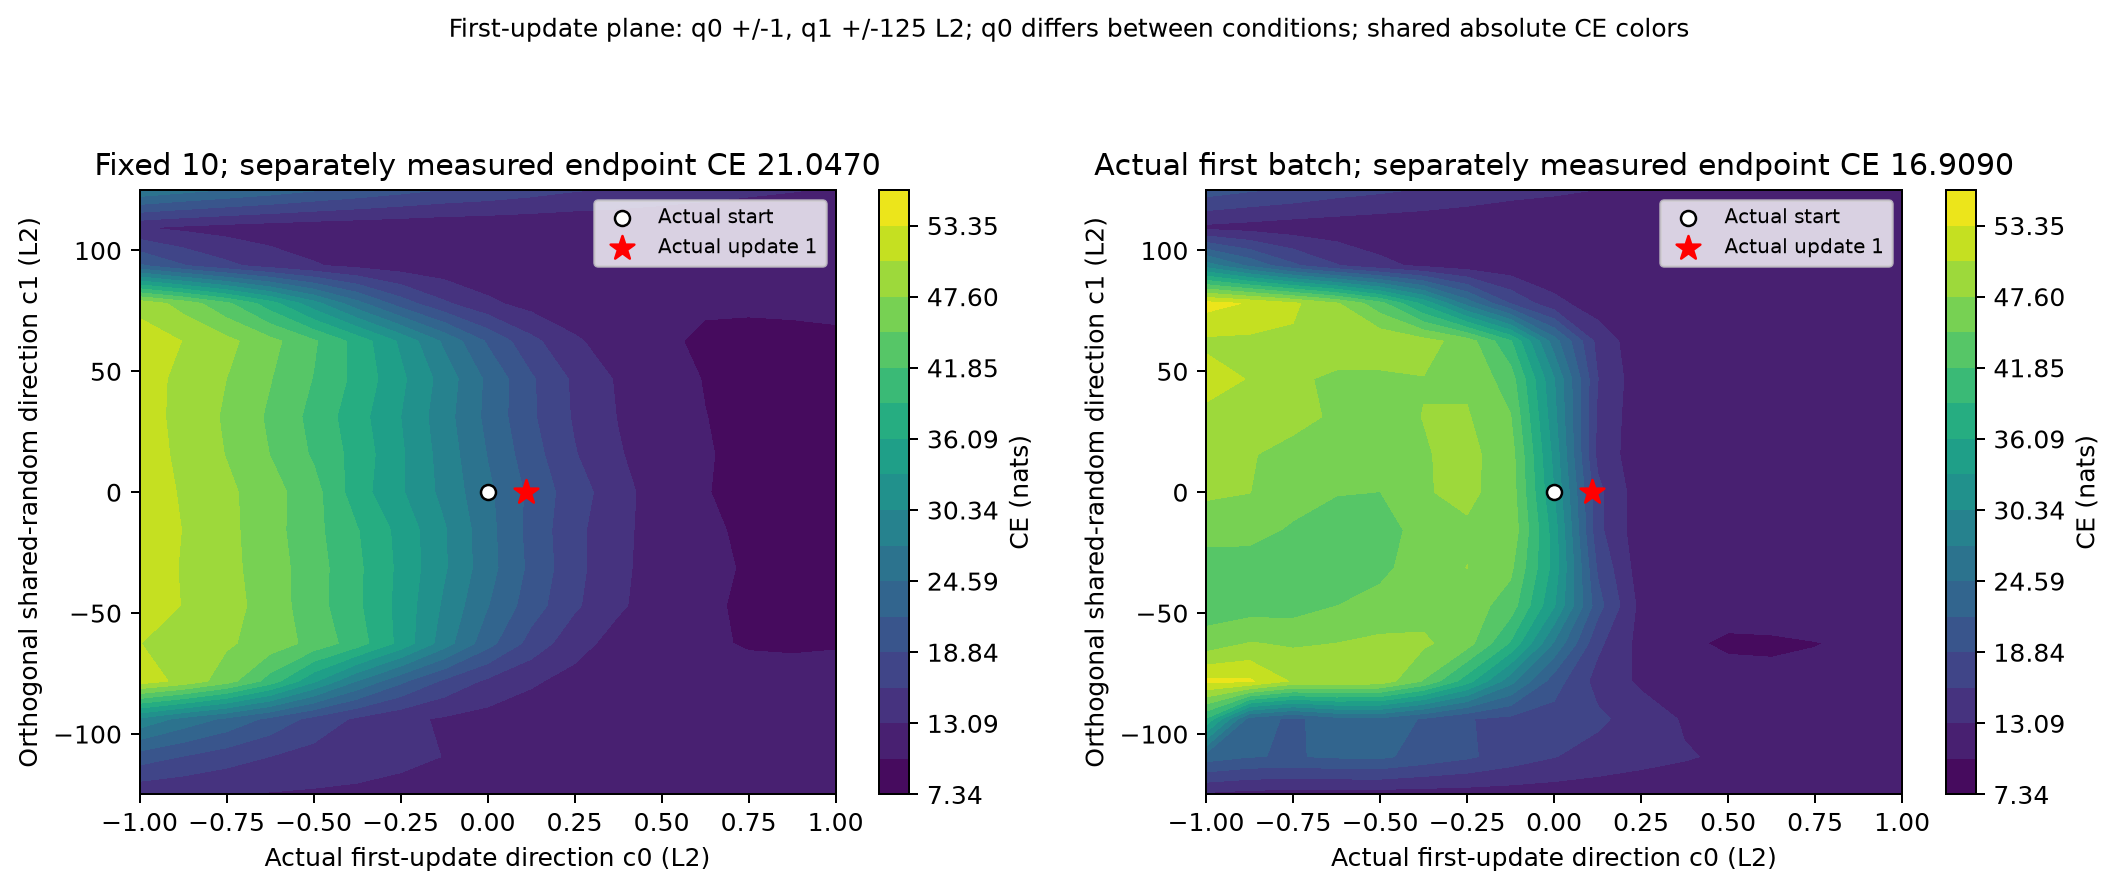 First-update plane: q0 +/-1, q1 +/-125 L2; q0 differs between conditions; shared absolute CE colors
Fixed 10; separately measured endpoint CE 21.0470
Actual start
Actual update 1
Orthogonal shared-random direction c1 (L2)
100
50
0
−50
−100
−1.00 −0.75 −0.50 −0.25 0.00 0.25 0.50 0.75 1.00
Actual first-update direction c0 (L2)
53.35
47.60
41.85
36.09
30.34
24.59
18.84
13.09
7.34
CE (nats)
Actual first batch; separately measured endpoint CE 16.9090
Actual start
Actual update 1
Orthogonal shared-random direction c1 (L2)
100
50
0
−50
−100
−1.00 −0.75 −0.50 −0.25 0.00 0.25 0.50 0.75 1.00
Actual first-update direction c0 (L2)
53.35
47.60
41.85
36.09
30.34
24.59
18.84
13.09
7.34
CE (nats)